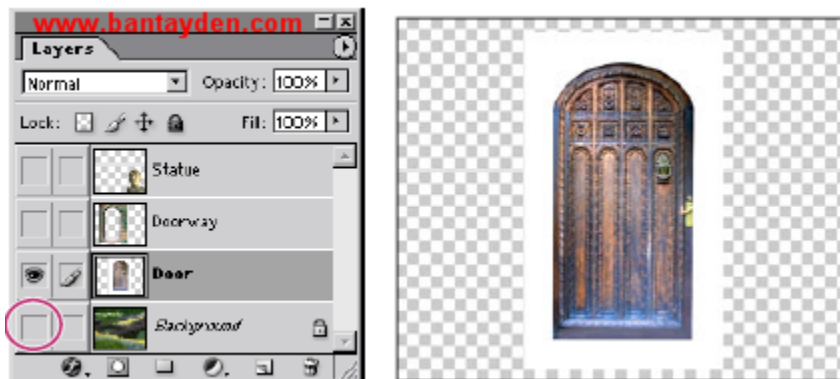 www.bantayden.com
Layers
Normal Opacity: 100%
Lock: Fill: 100%
Statue
Doorway
Door
Background